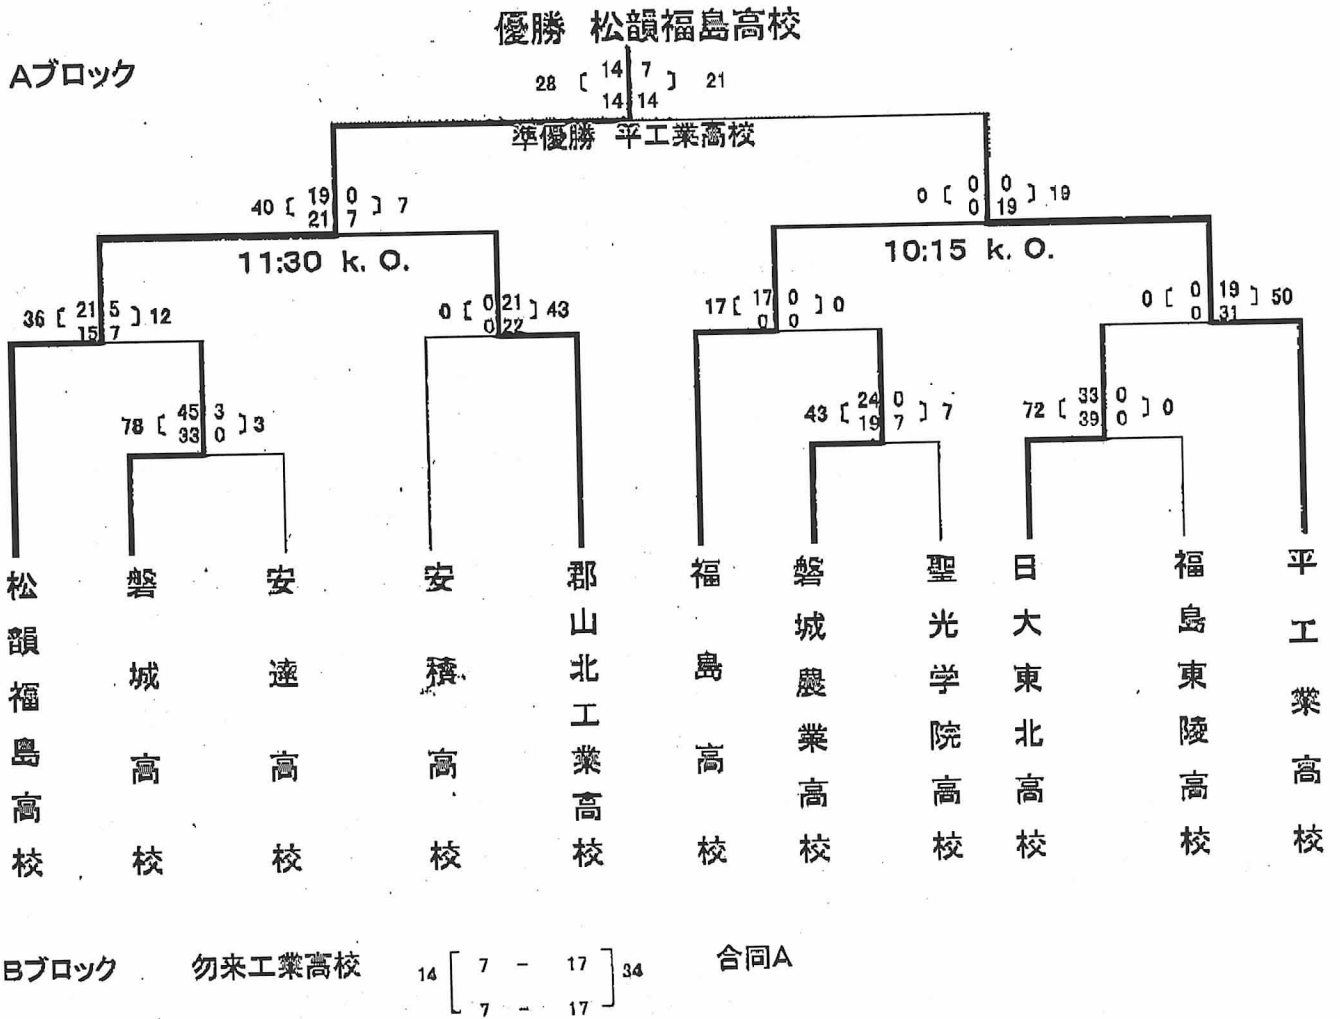 優勝 松韻福島高校
Aブロック
28 [ 14 7 ] 21
14 14
準優勝 平工業高校
40 [ 19 0 ] 7
21 7
0 [ 0 0 ] 19
0 19
11:30 k. O.
10:15 k. O.
36 [ 21 5 ] 12
15 7
0 [ 0 21 ] 43
0 22
17 [ 17 0 ] 0
0 0
0 [ 0 19 ] 50
0 31
78 [ 45 3 ] 3
33 0
43 [ 24 0 ] 7
19 7
72 [ 33 0 ] 0
39 0
松韻福島高校
磐城高校
安達高校
安積高校
郡山北工業高校
福島高校
磐城農業高校
聖光学院高校
日大東北高校
福島東陵高校
平工業高校
Bブロック 勿来工業高校 14 [ 7 - 17 ] 34 合同A
7 - 17